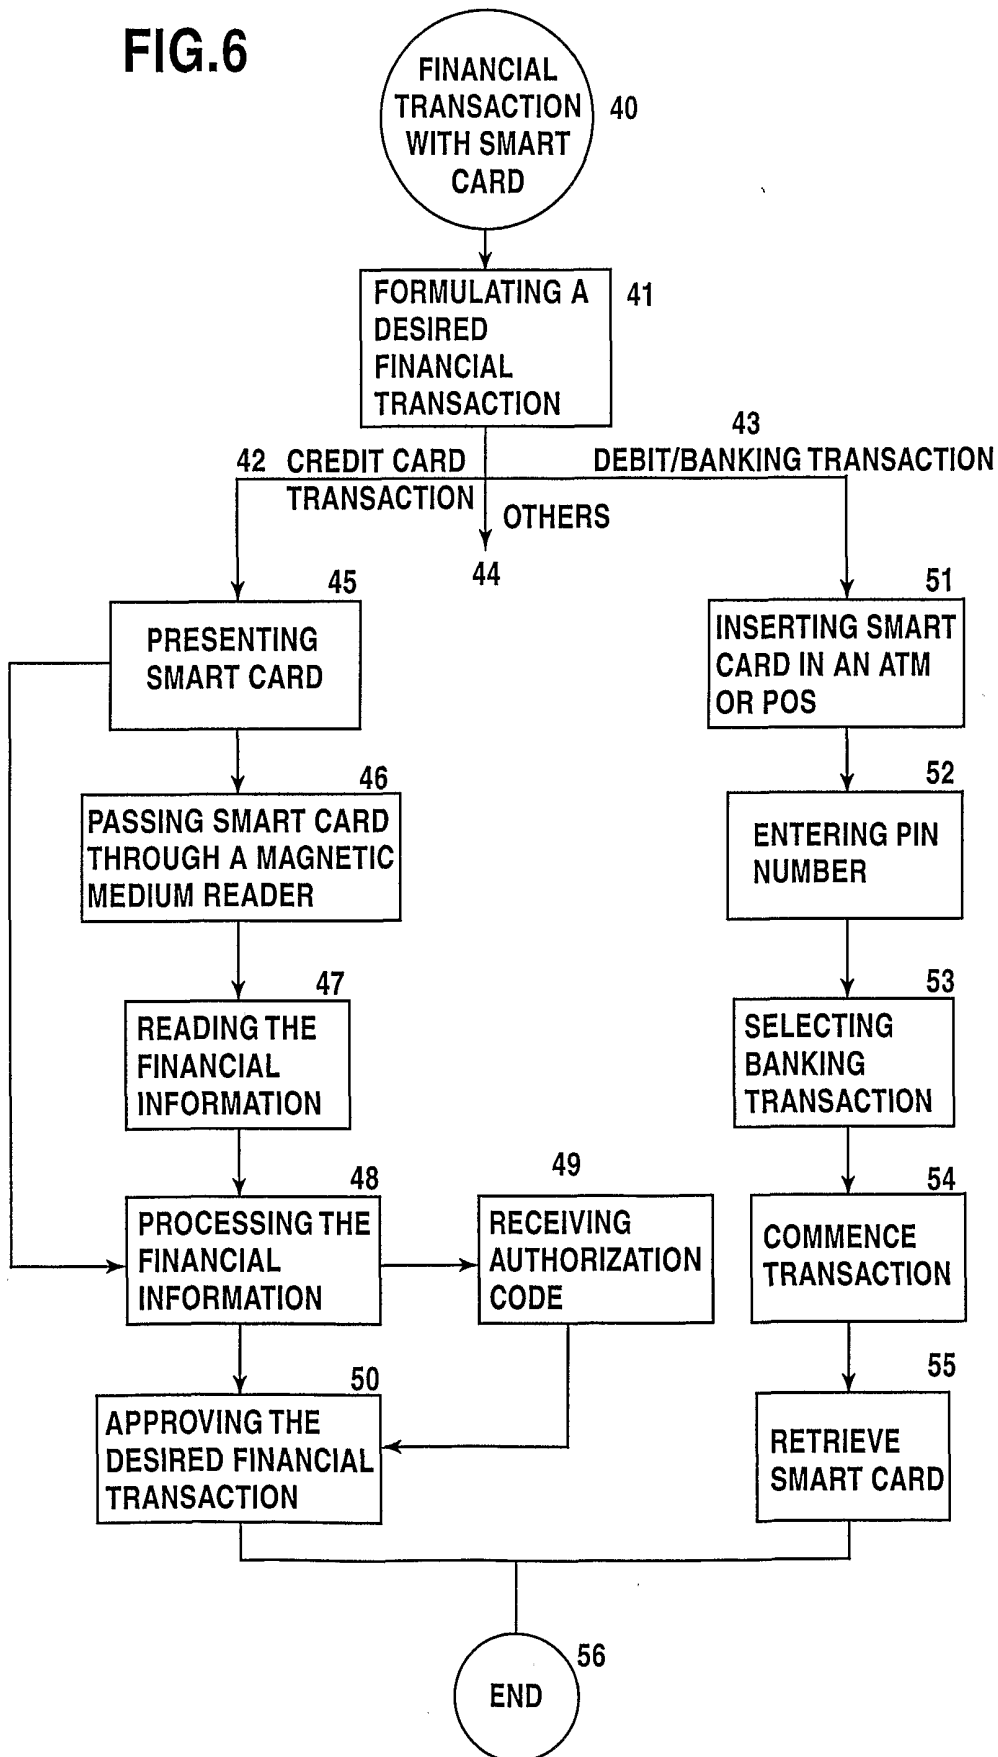 FIG.6
FINANCIAL
TRANSACTION
WITH SMART
CARD
40
FORMULATING A
DESIRED
FINANCIAL
TRANSACTION
41
42 CREDIT CARD
TRANSACTION
43
DEBIT/BANKING TRANSACTION
OTHERS
44
45
PRESENTING
SMART CARD
46
PASSING SMART CARD
THROUGH A MAGNETIC
MEDIUM READER
47
READING THE
FINANCIAL
INFORMATION
48
PROCESSING THE
FINANCIAL
INFORMATION
49
RECEIVING
AUTHORIZATION
CODE
50
APPROVING THE
DESIRED FINANCIAL
TRANSACTION
51
INSERTING SMART
CARD IN AN ATM
OR POS
52
ENTERING PIN
NUMBER
53
SELECTING
BANKING
TRANSACTION
54
COMMENCE
TRANSACTION
55
RETRIEVE
SMART CARD
56
END